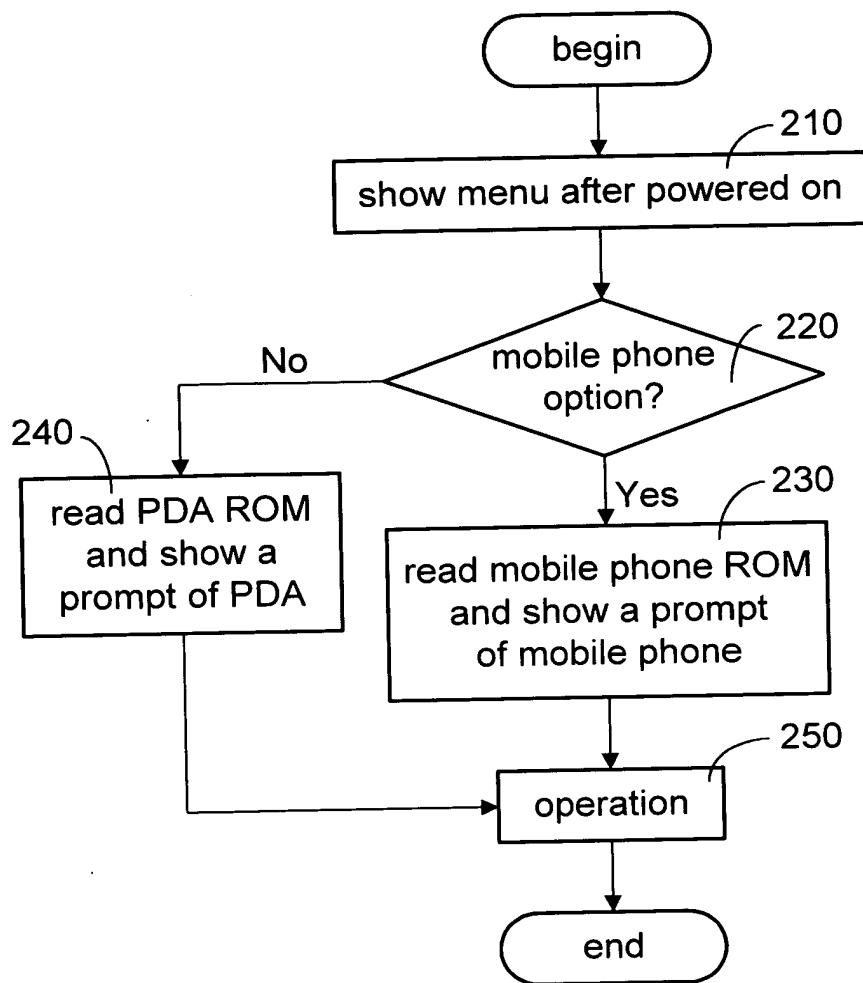 begin
210
show menu after powered on
220
mobile phone
option?
No
Yes
240
read PDA ROM
and show a
prompt of PDA
230
read mobile phone ROM
and show a prompt
of mobile phone
250
operation
end